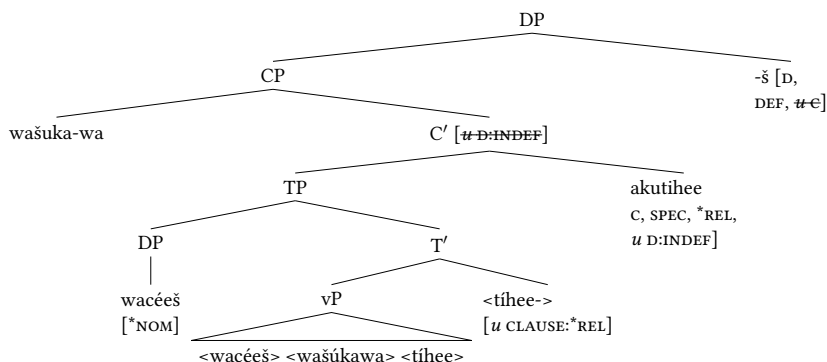 DP
CP
-š [D,
DEF, u C]
wašuka-wa
C′ [u D:INDEF]
TP
akutihee
C, SPEC, *REL,
u D:INDEF]
DP
T′
wacéeš
[*NOM]
vP
<tíhee->
[u CLAUSE:*REL]
<wacéeš> <wašúkawa> <tíhee>